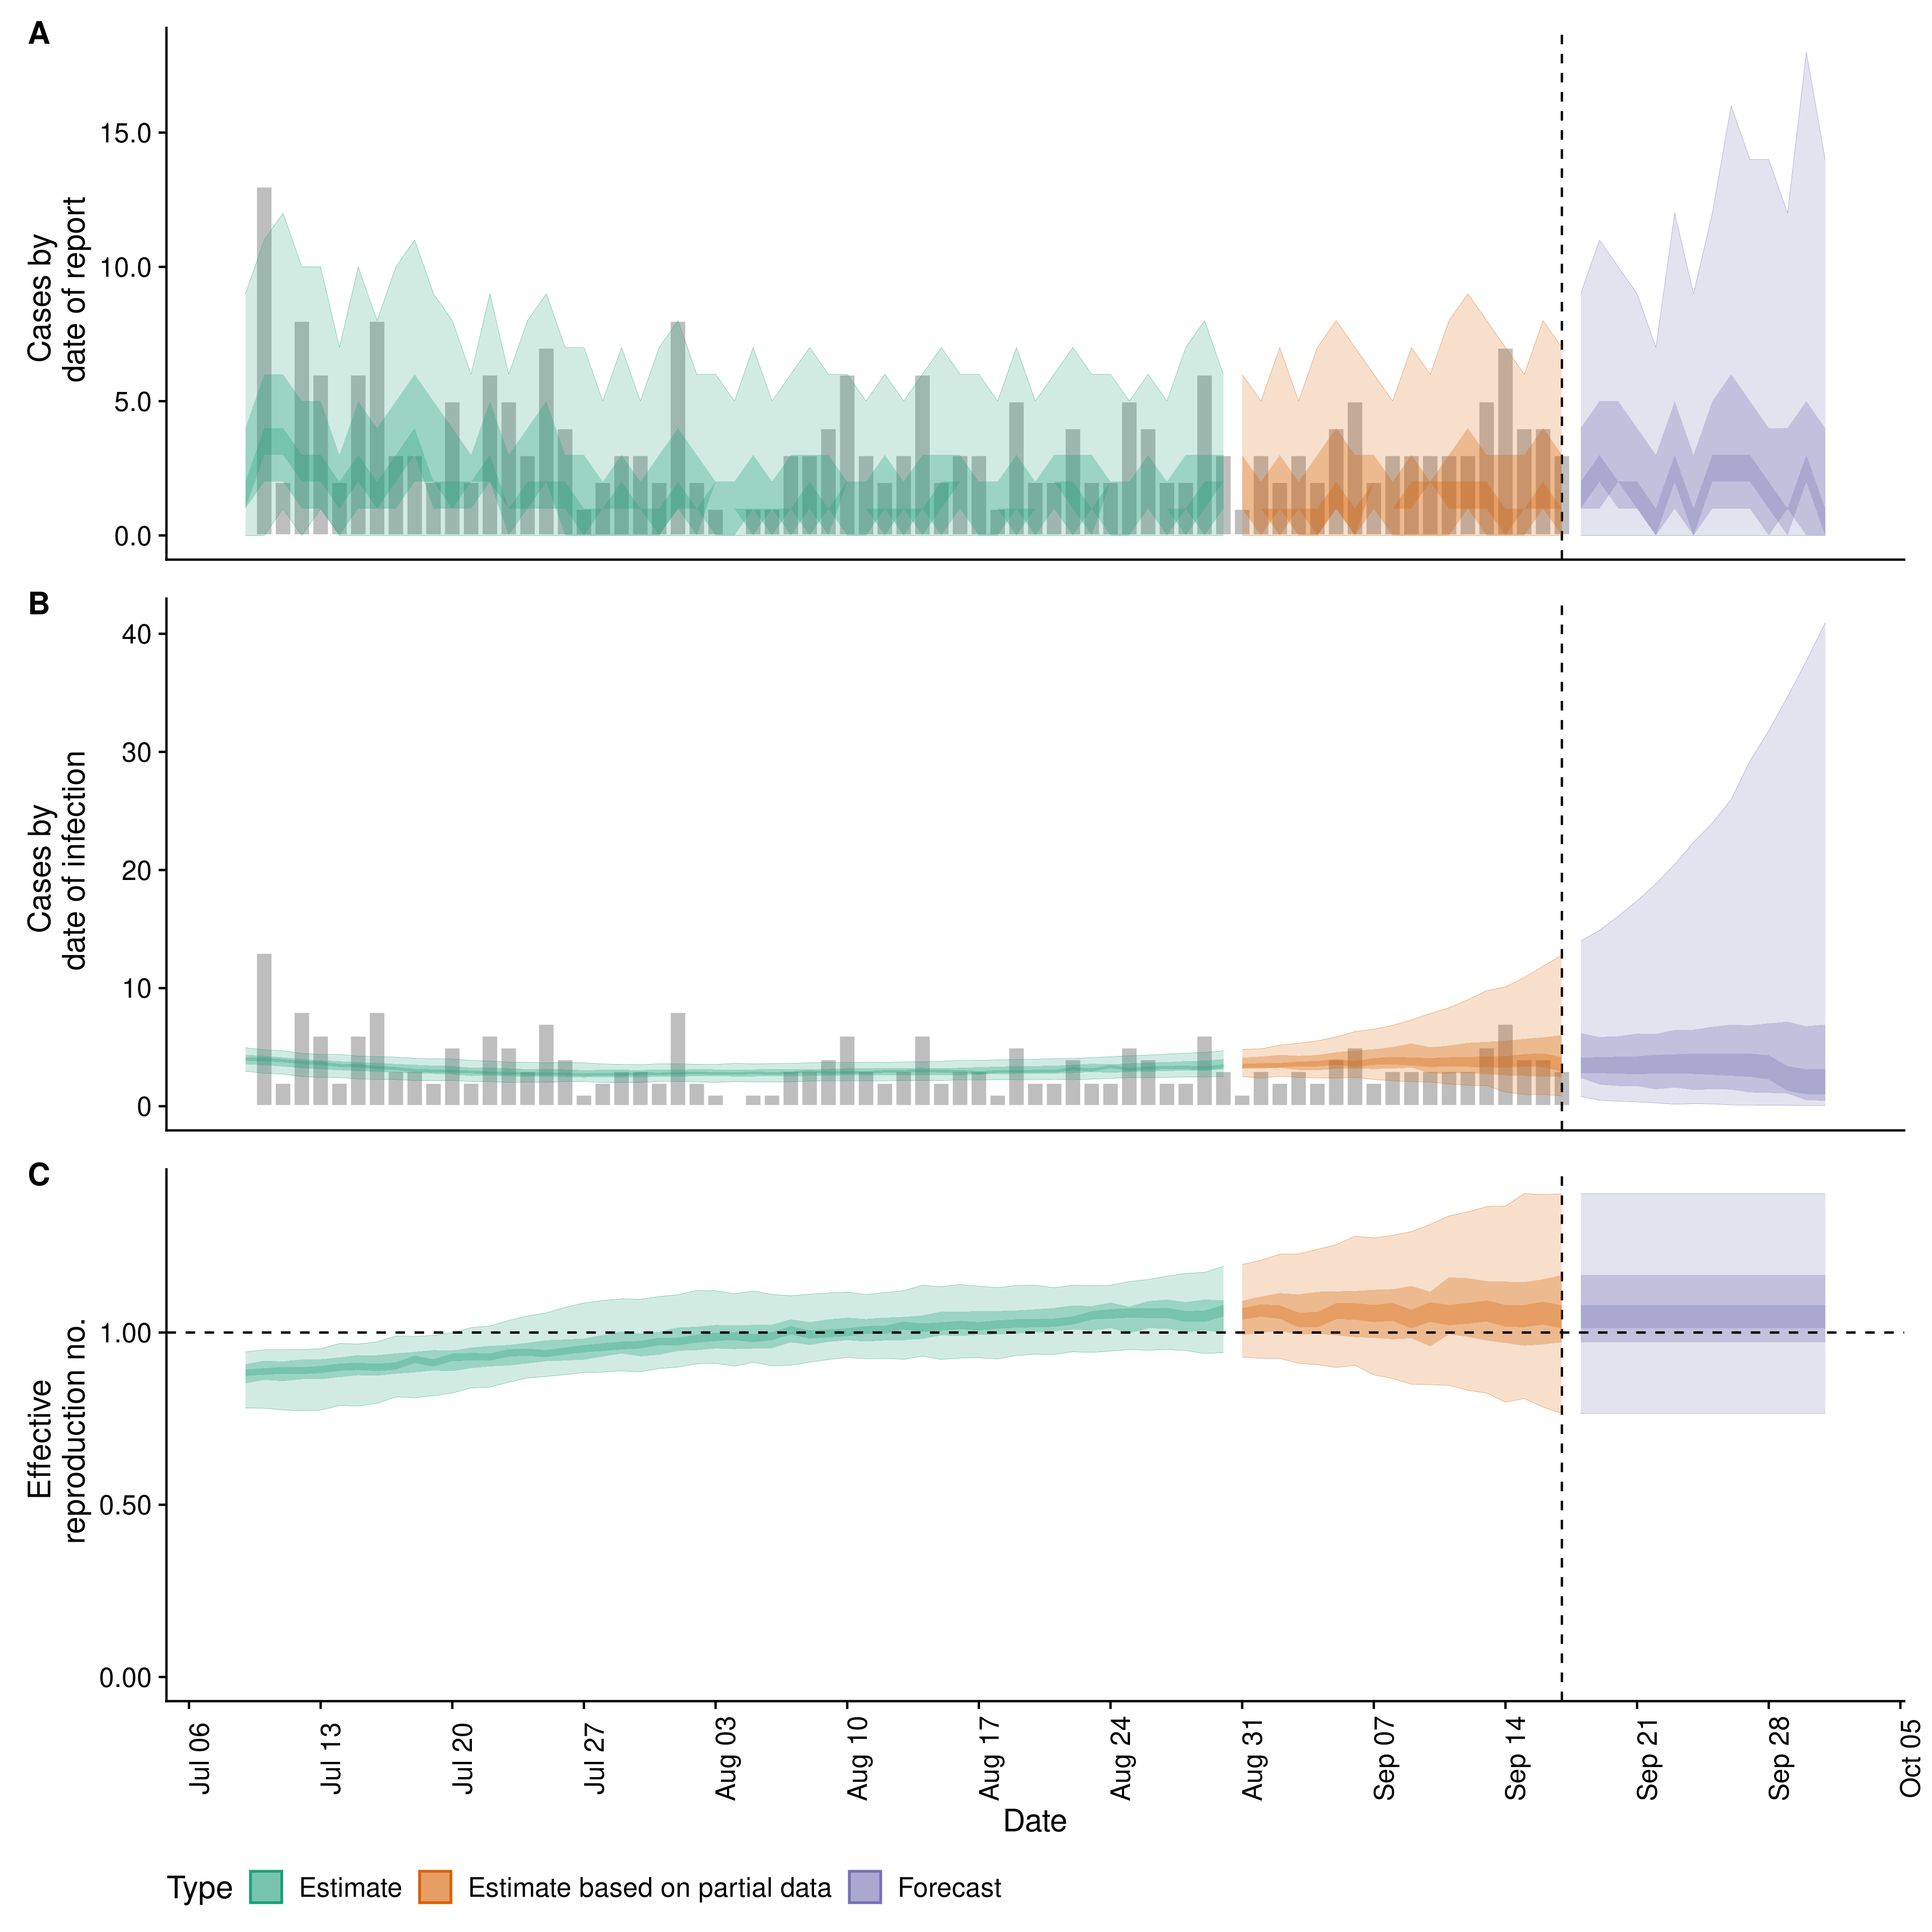 A
Cases by
date of report
15.0
10.0
5.0
0.0
B
Cases by
date of infection
40
30
20
10
0
C
Effective
reproduction no.
1.00
0.50
0.00
Jul 06
Jul 13
Jul 20
Jul 27
Aug 03
Aug 10
Aug 17
Aug 24
Aug 31
Sep 07
Sep 14
Sep 21
Sep 28
Oct 05
Date
Type Estimate Estimate based on partial data Forecast